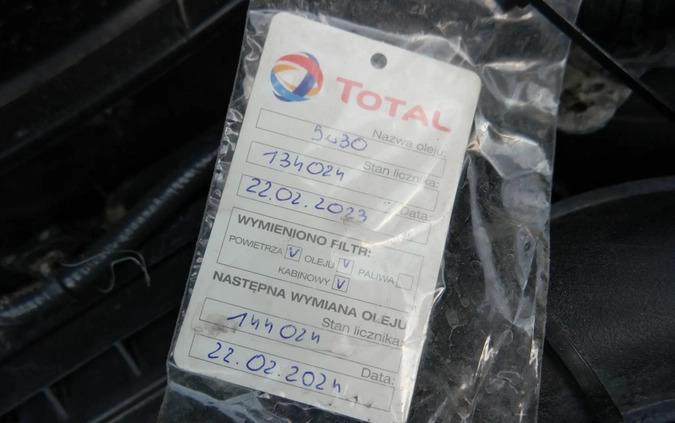 TOTAL
Nazwa oleju:
5w30
Stan licznika:
134024
Data:
22.02.2023
WYMIENIONO FILTR:
POWIETRZA V OLEJU V PALIWA
KABINOWY V
NASTĘPNA WYMIANA OLEJU
Stan licznika:
144024
Data:
22.02.2024